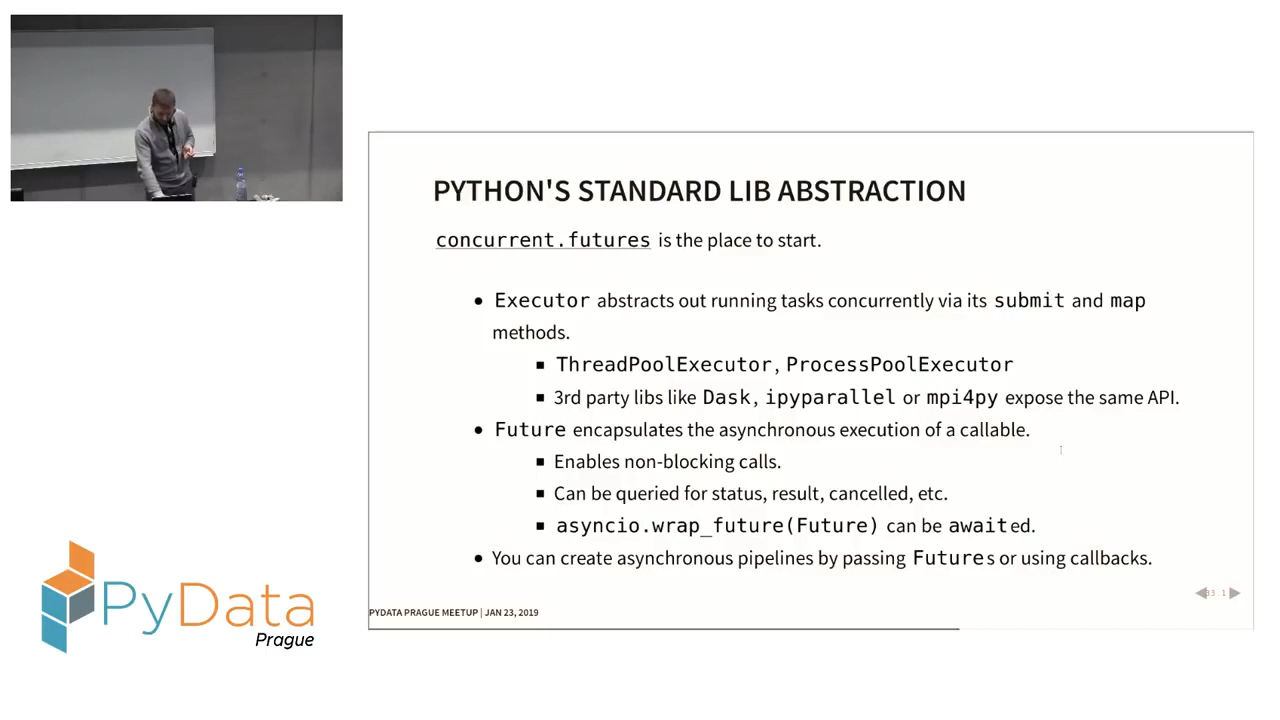 PYTHON'S STANDARD LIB ABSTRACTION
concurrent.futures is the place to start.
• Executor abstracts out running tasks concurrently via its submit and map
methods.
▪ ThreadPoolExecutor, ProcessPoolExecutor
▪ 3rd party libs like Dask, ipyparallel or mpi4py expose the same API.
• Future encapsulates the asynchronous execution of a callable.
▪ Enables non-blocking calls.
▪ Can be queried for status, result, cancelled, etc.
▪ asyncio.wrap_future(Future) can be awaited.
• You can create asynchronous pipelines by passing Futures or using callbacks.
33.1
PYDATA PRAGUE MEETUP | JAN 23, 2019
PyData
Prague